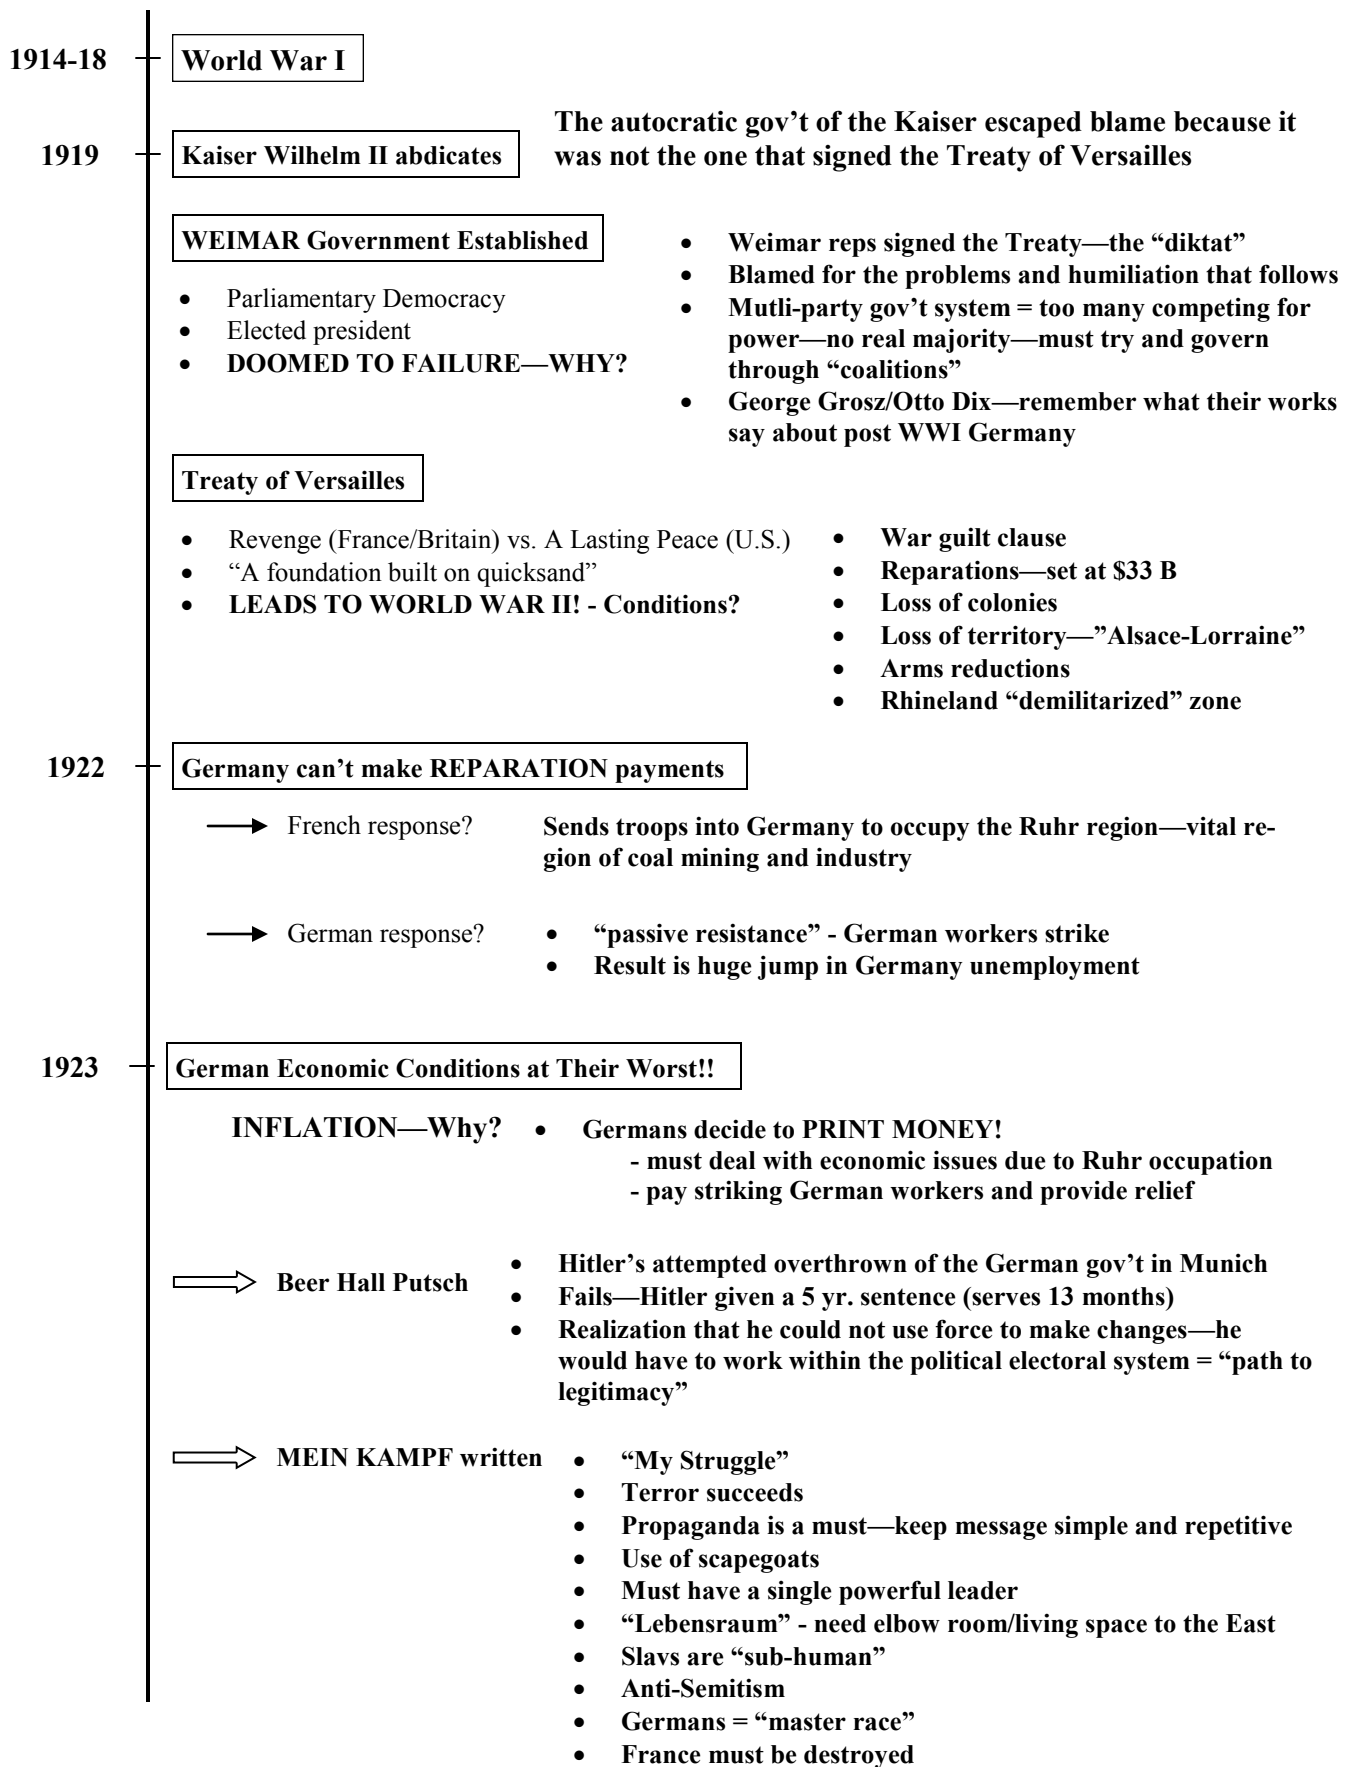 1914-18
World War I
The autocratic gov’t of the Kaiser escaped blame because it
was not the one that signed the Treaty of Versailles
1919
Kaiser Wilhelm II abdicates
WEIMAR Government Established
• Parliamentary Democracy
• Elected president
• DOOMED TO FAILURE—WHY?
• Weimar reps signed the Treaty—the “diktat”
• Blamed for the problems and humiliation that follows
• Mutli-party gov’t system = too many competing for
power—no real majority—must try and govern
through “coalitions”
• George Grosz/Otto Dix—remember what their works
say about post WWI Germany
Treaty of Versailles
• Revenge (France/Britain) vs. A Lasting Peace (U.S.)
• “A foundation built on quicksand”
• LEADS TO WORLD WAR II! - Conditions?
• War guilt clause
• Reparations—set at $33 B
• Loss of colonies
• Loss of territory—”Alsace-Lorraine”
• Arms reductions
• Rhineland “demilitarized” zone
1922
Germany can’t make REPARATION payments
French response?
Sends troops into Germany to occupy the Ruhr region—vital re-
gion of coal mining and industry
German response?
• “passive resistance” - German workers strike
• Result is huge jump in Germany unemployment
1923
German Economic Conditions at Their Worst!!
INFLATION—Why?
• Germans decide to PRINT MONEY!
- must deal with economic issues due to Ruhr occupation
- pay striking German workers and provide relief
Beer Hall Putsch
• Hitler’s attempted overthrown of the German gov’t in Munich
• Fails—Hitler given a 5 yr. sentence (serves 13 months)
• Realization that he could not use force to make changes—he
would have to work within the political electoral system = “path to
legitimacy”
MEIN KAMPF written
• “My Struggle”
• Terror succeeds
• Propaganda is a must—keep message simple and repetitive
• Use of scapegoats
• Must have a single powerful leader
• “Lebensraum” - need elbow room/living space to the East
• Slavs are “sub-human”
• Anti-Semitism
• Germans = “master race”
• France must be destroyed